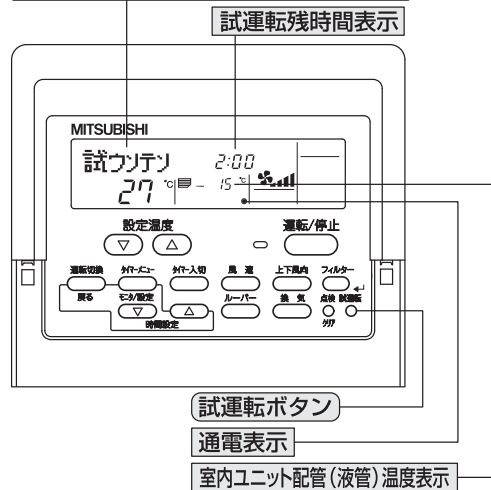 試運転残時間表示
MITSUBISHI
試ウンテン 2:00
27 ℃ － 15 ℃
設定温度 運転/停止
運転切換 タイマーメニュー タイマー入切 風速 上下風向 フィルター
戻る モニタ/設定 ルーバー 換気 点検 試運転
時間設定 クリア
試運転ボタン
通電表示
室内ユニット配管(液管)温度表示